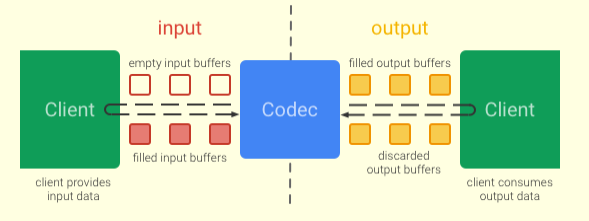 input
output
empty input buffers
filled output buffers
Client
Codec
Client
filled input buffers
discarded
output buffers
client provides
input data
client consumes
output data